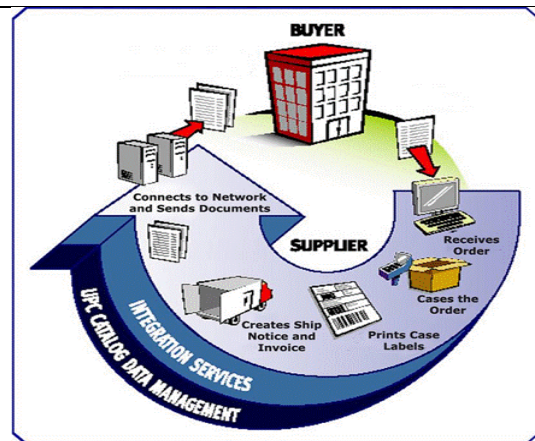 BUYER
Connects to Network
and Sends Documents
SUPPLIER
Receives
Order
Cases the
Order
Prints Case
Labels
Creates Ship
Notice and
Invoice
INTEGRATION SERVICES
UPC CATALOG DATA MANAGEMENT